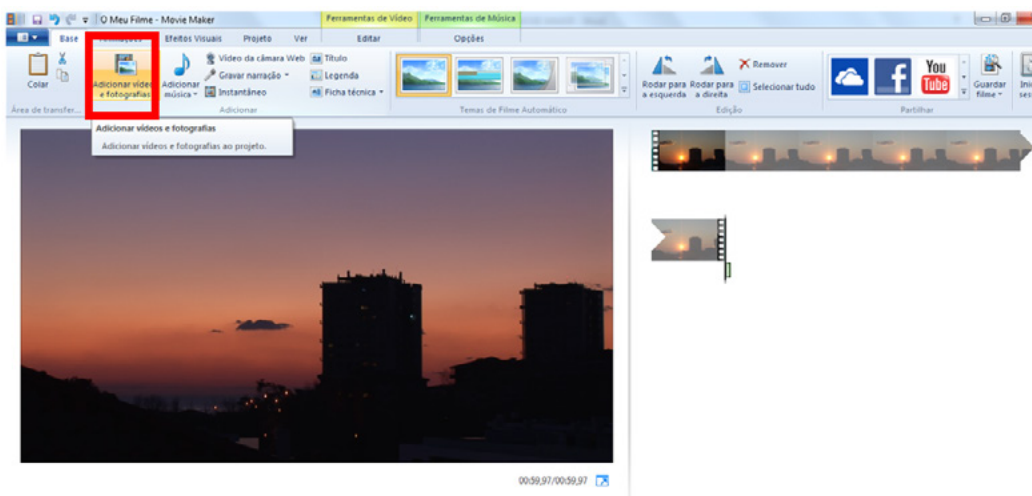 O Meu Filme - Movie Maker
Ferramentas de Vídeo
Ferramentas de Música
Base
Animações
Efeitos Visuais
Projeto
Ver
Editar
Opções
Colar
Área de transfer...
Adicionar vídeos
e fotografias
Adicionar
música
Vídeo da câmara Web
Gravar narração
Instantâneo
Título
Legenda
Ficha técnica
Adicionar
Temas de Filme Automático
Rodar para
a esquerda
Rodar para
a direita
Remover
Selecionar tudo
Edição
f
You
Tube
Partilhar
Guardar
filme
Adicionar vídeos e fotografias
Adicionar vídeos e fotografias ao projeto.
00:59,97/00:59,97